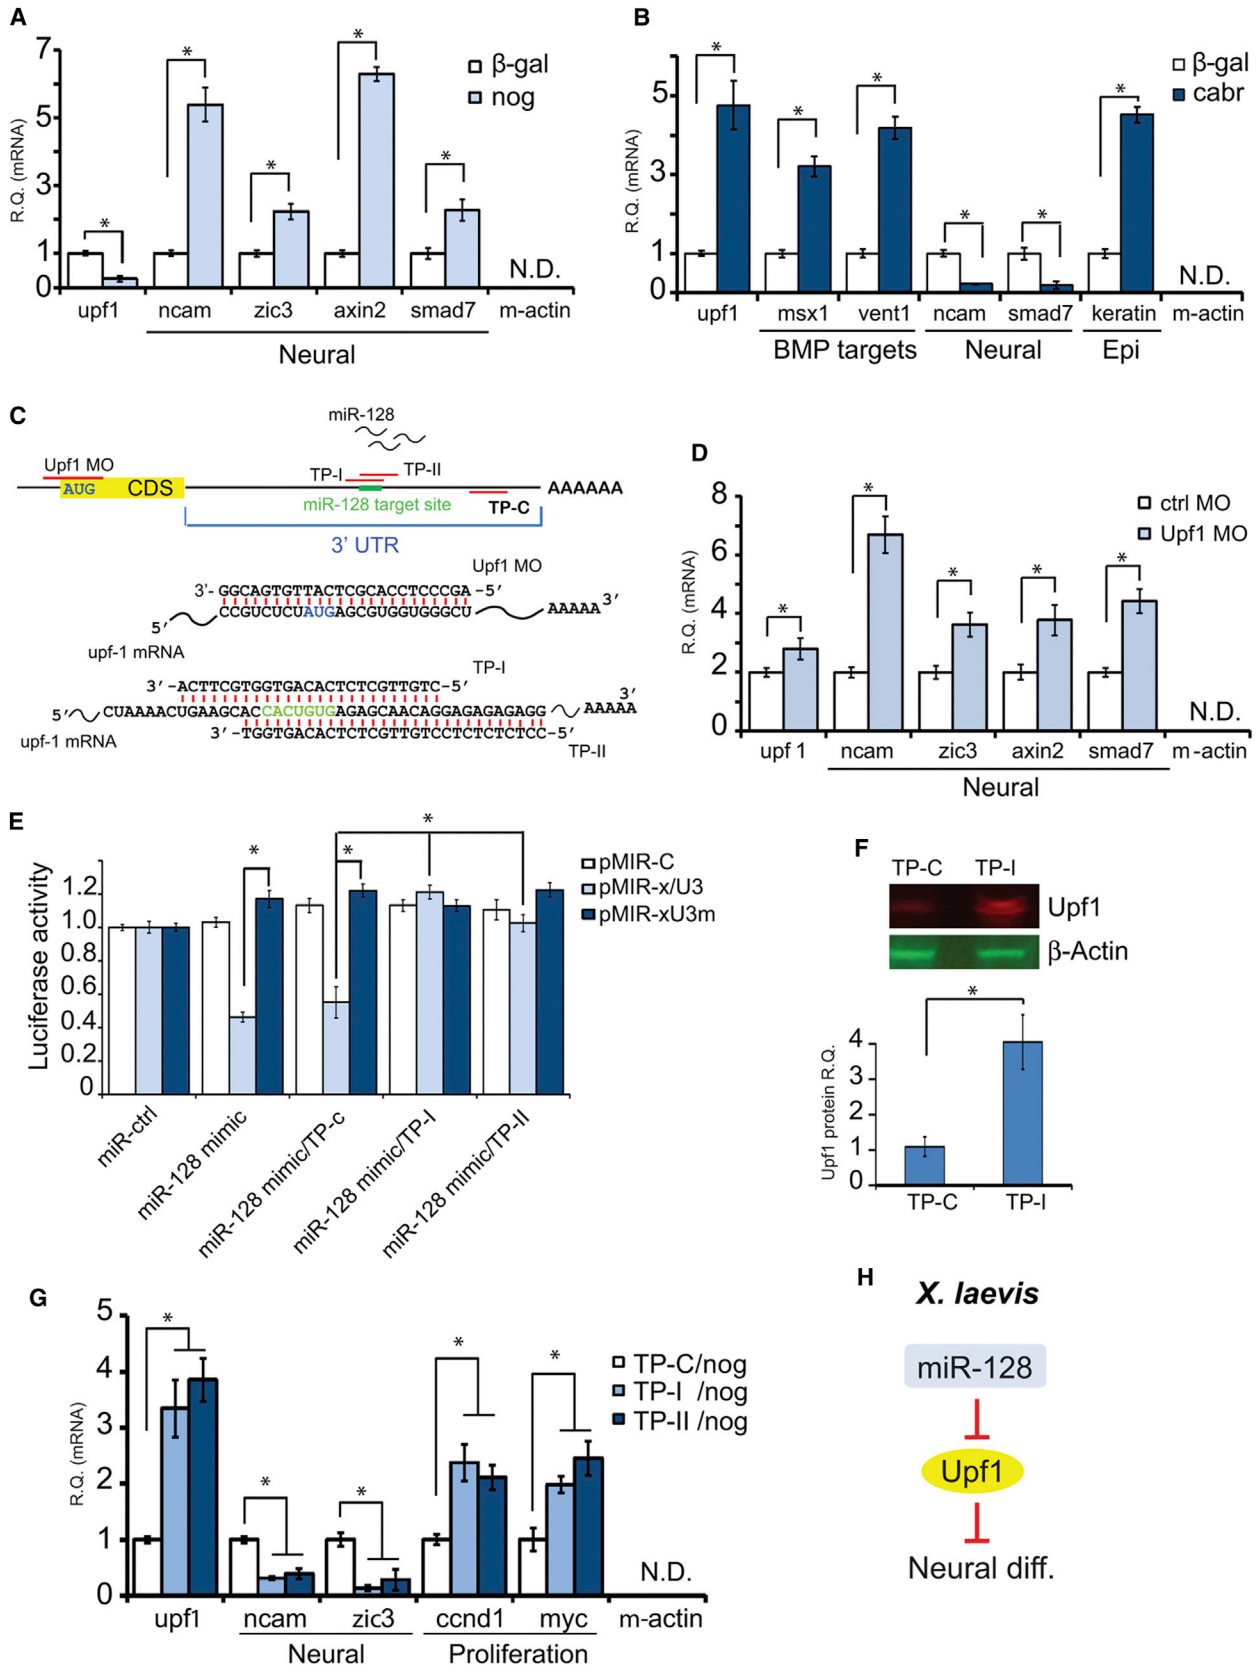 A
7
5
3
1
0
R.Q. (mRNA)
*
*
*
*
*
β-gal
nog
N.D.
upf1 ncam zic3 axin2 smad7 m-actin
Neural
B
5
3
1
0
R.Q. (mRNA)
*
*
*
*
*
*
β-gal
cabr
N.D.
upf1 msx1 vent1 ncam smad7 keratin m-actin
BMP targets Neural Epi
C
miR-128
Upf1 MO
AUG CDS
TP-I
TP-II
miR-128 target site
TP-C
AAAAAA
3' UTR
Upf1 MO
3'- GGCAGTGTTACTCGCACCTCCCGA -5'
CCGUCUCUAUGAGCGUGGUGGGCU
AAAAA 3'
5'
upf-1 mRNA
TP-I
3' -ACTTCGTGGTGACACTCTCGTTGTC-5'
3'
5' CUAAAACUGAAGCACCACUGUGAGAGCAACAGGAGAGAGAGG AAAAA
upf-1 mRNA
3' -TGGTGACACTCTCGTTGTCCTCTCTCTCC-5'
TP-II
D
8
6
4
2
0
R.Q. (mRNA)
*
*
*
*
*
ctrl MO
Upf1 MO
N.D.
upf 1 ncam zic3 axin2 smad7 m-actin
Neural
E
Luciferase activity
1.2
1.0
0.8
0.6
0.4
0.2
0
*
*
*
pMIR-C
pMIR-x/U3
pMIR-xU3m
miR-ctrl
miR-128 mimic
miR-128 mimic/TP-c
miR-128 mimic/TP-I
miR-128 mimic/TP-II
F
TP-C TP-I
Upf1
β-Actin
*
4
3
2
1
0
Upf1 protein R.Q.
TP-C TP-I
G
5
4
3
2
1
0
R.Q. (mRNA)
*
*
*
*
*
TP-C/nog
TP-I /nog
TP-II /nog
N.D.
upf1 ncam zic3 ccnd1 myc m-actin
Neural Proliferation
H
X. laevis
miR-128
Upf1
Neural diff.